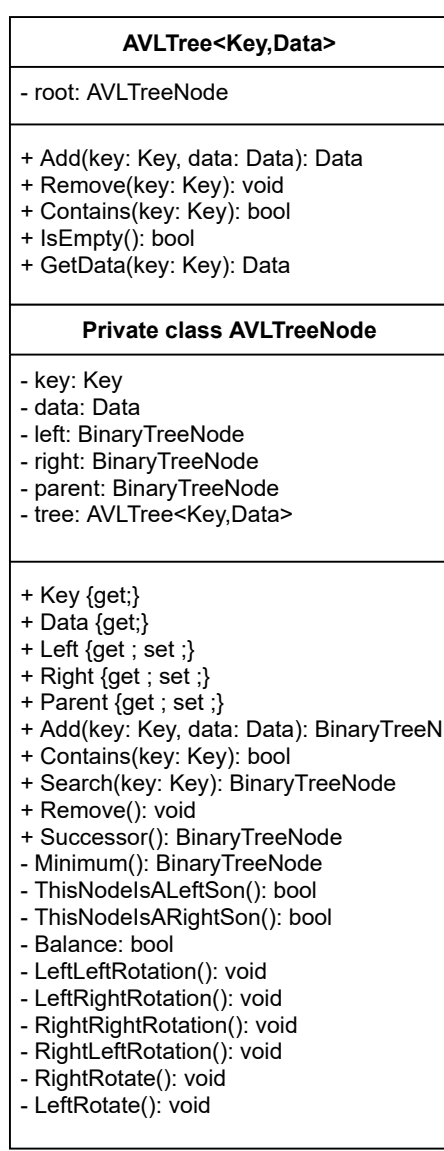 AVLTree<Key,Data>
- root: AVLTreeNode
+ Add(key: Key, data: Data): Data
+ Remove(key: Key): void
+ Contains(key: Key): bool
+ IsEmpty(): bool
+ GetData(key: Key): Data
Private class AVLTreeNode
- key: Key
- data: Data
- left: BinaryTreeNode
- right: BinaryTreeNode
- parent: BinaryTreeNode
- tree: AVLTree<Key,Data>
+ Key {get;}
+ Data {get;}
+ Left {get ; set ;}
+ Right {get ; set ;}
+ Parent {get ; set ;}
+ Add(key: Key, data: Data): BinaryTreeN
+ Contains(key: Key): bool
+ Search(key: Key): BinaryTreeNode
+ Remove(): void
+ Successor(): BinaryTreeNode
- Minimum(): BinaryTreeNode
- ThisNodeIsALeftSon(): bool
- ThisNodeIsARightSon(): bool
- Balance: bool
- LeftLeftRotation(): void
- LeftRightRotation(): void
- RightRightRotation(): void
- RightLeftRotation(): void
- RightRotate(): void
- LeftRotate(): void